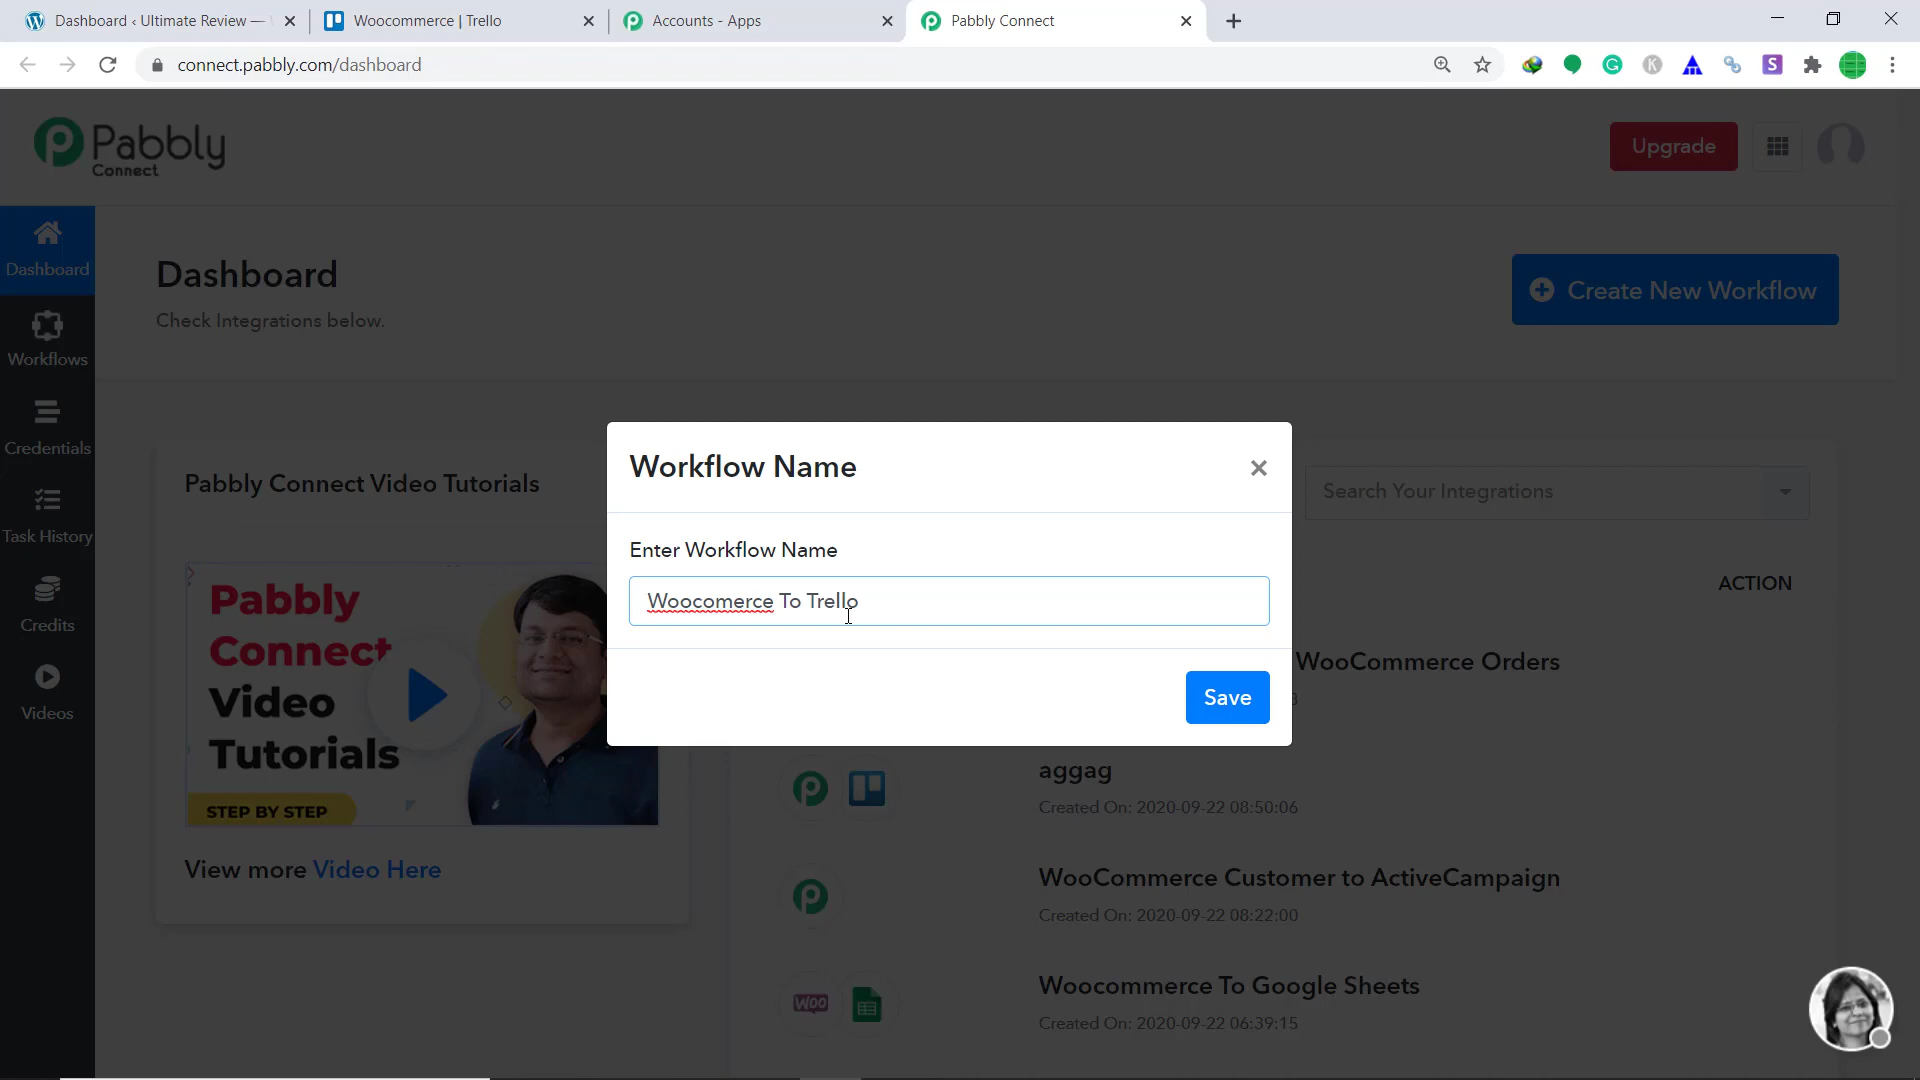 Dashboard ‹ Ultimate Review —
Woocommerce | Trello
Accounts - Apps
Pabbly Connect
connect.pabbly.com/dashboard
Pabbly
Connect
Upgrade
Dashboard
Workflows
Credentials
Task History
Credits
Videos
Dashboard
Check Integrations below.
Create New Workflow
Pabbly Connect Video Tutorials
Pabbly
Connect
Video
Tutorials
STEP BY STEP
View more Video Here
Workflow Name
Enter Workflow Name
Woocomerce To Trello
Save
Search Your Integrations
ACTION
WooCommerce Orders
aggag
Created On: 2020-09-22 08:50:06
WooCommerce Customer to ActiveCampaign
Created On: 2020-09-22 08:22:00
Woo
Woocommerce To Google Sheets
Created On: 2020-09-22 06:39:15